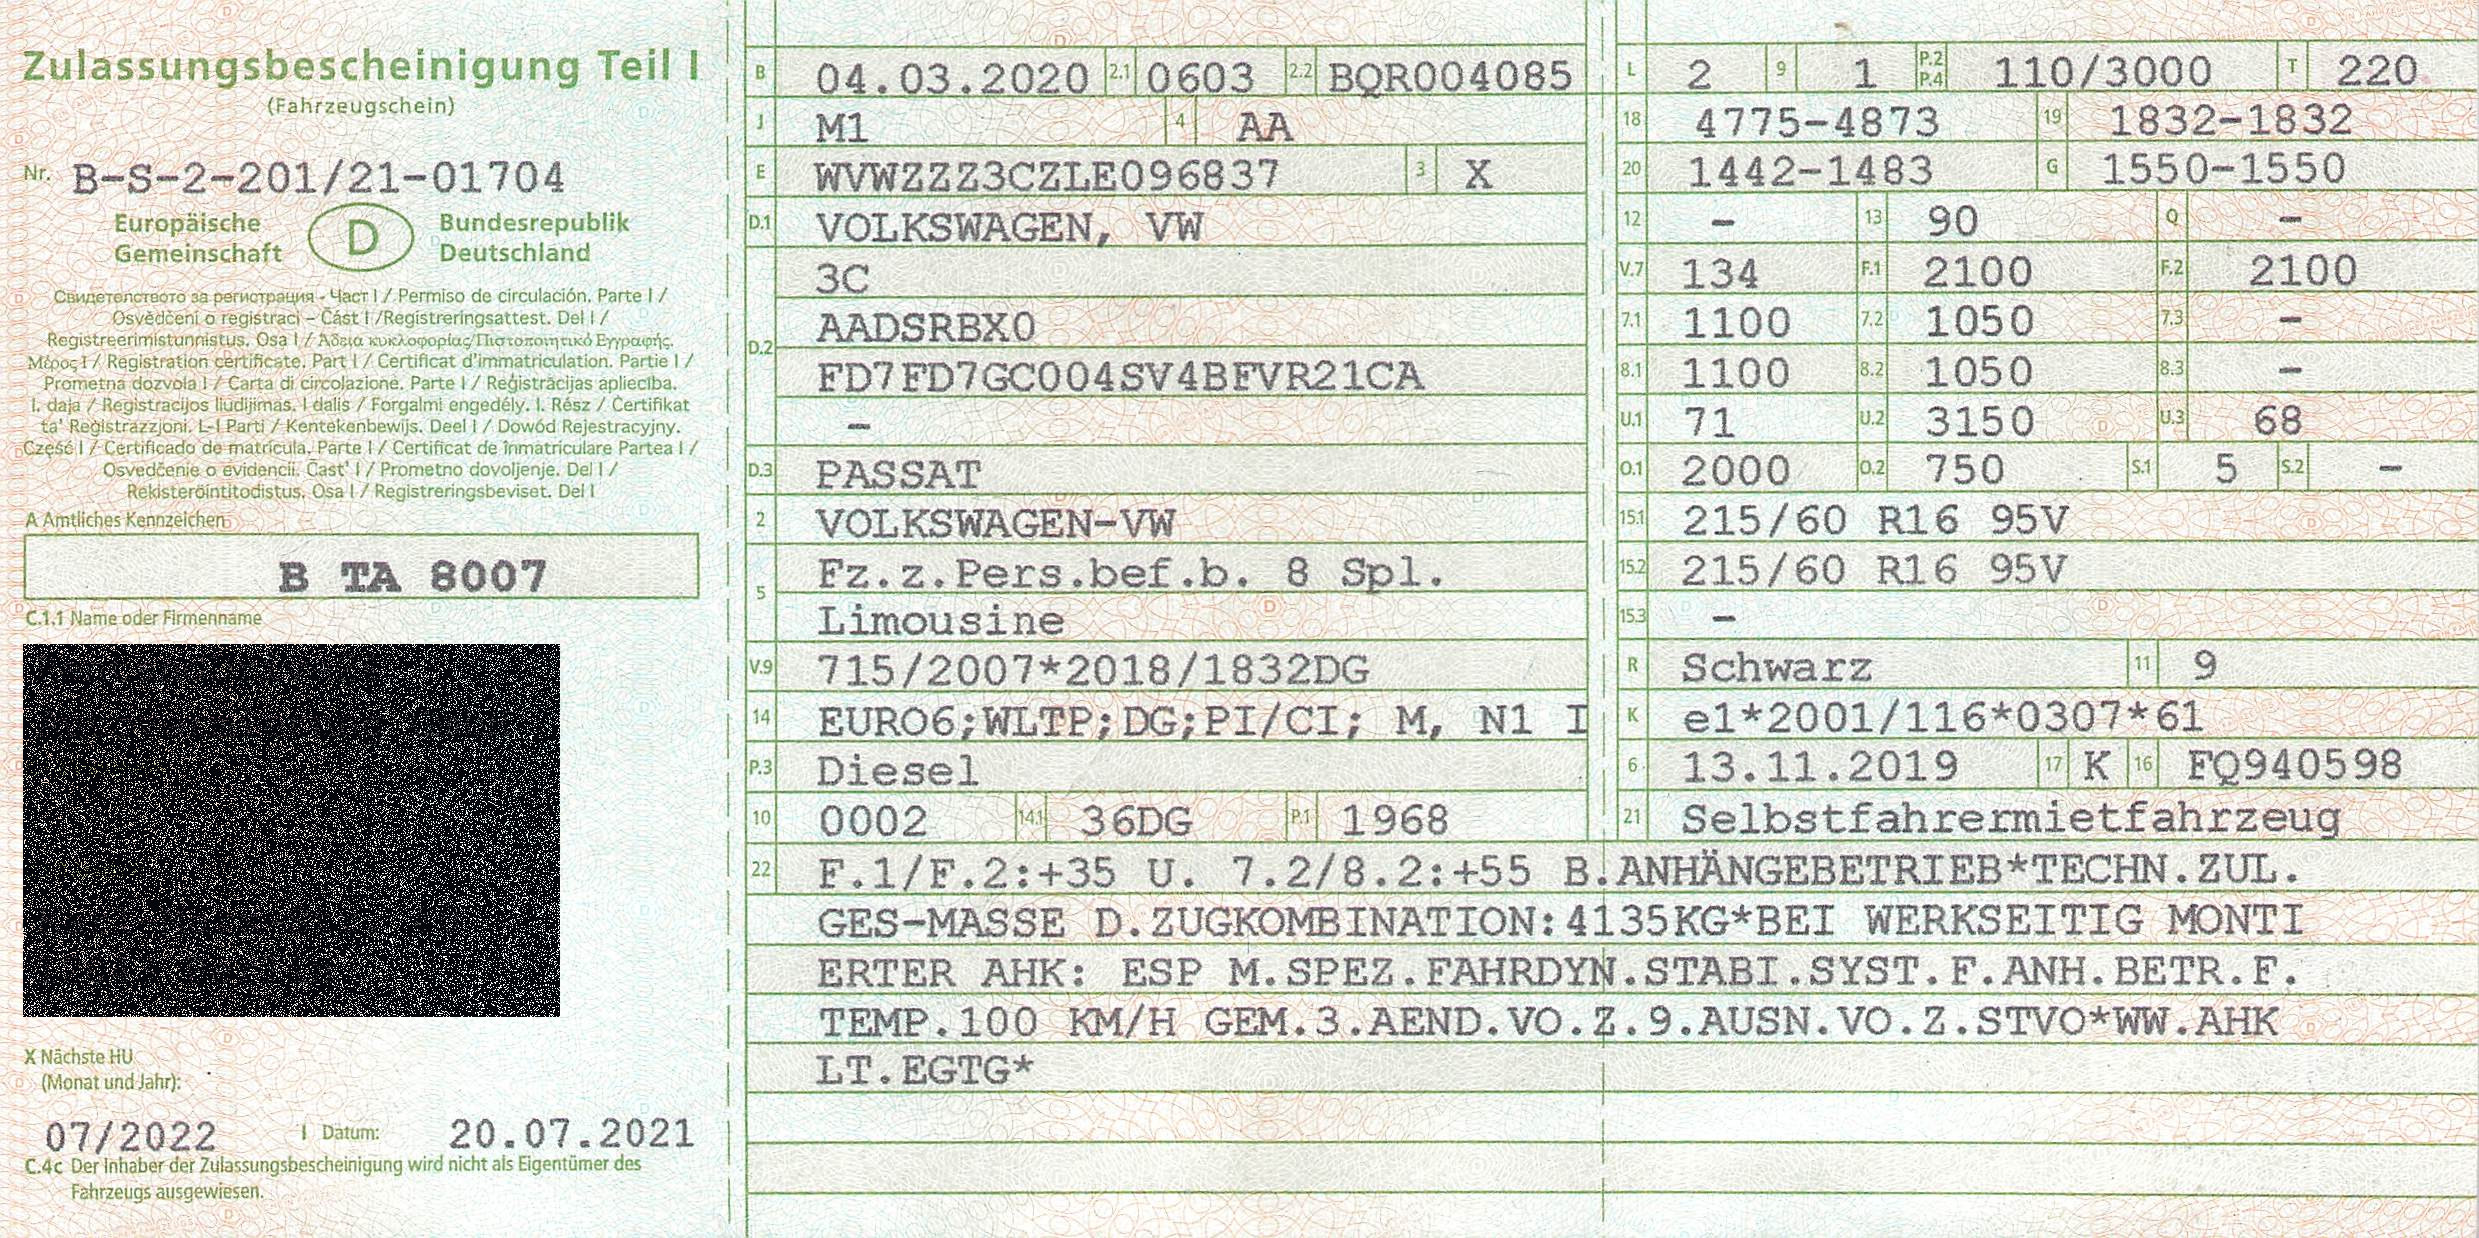 Zulassungsbescheinigung Teil I
(Fahrzeugschein)
Nr. B-S-2-201/21-01704
Europäische Gemeinschaft
D
Bundesrepublik Deutschland
Свидетелството за регистрация - Част I / Permiso de circulación. Parte I /
Osvědčení o registraci – Část I /Registreringsattest. Del I /
Registreerimistunnistus. Osa I / Άδεια κυκλοφορίας/Πιστοποιητικό Εγγραφής.
Μέρος I / Registration certificate. Part I / Certificat d'immatriculation. Partie I /
Prometna dozvola I / Carta di circolazione. Parte I / Reģistrācijas apliecība.
I. daļa / Registracijos liudijimas. I dalis / Forgalmi engedély. I. Rész / Ċertifikat
ta' Reġistrazzjoni. L-I Parti / Kentekenbewijs. Deel I / Dowód Rejestracyjny.
Część I / Certificado de matrícula. Parte I / Certificat de înmatriculare Partea I /
Osvedčenie o evidencii. Časť I / Prometno dovoljenje. Del I /
Rekisteröintitodistus. Osa I / Registreringsbeviset. Del I
A Amtliches Kennzeichen
B TA 8007
C.1.1 Name oder Firmenname
X Nächste HU
(Monat und Jahr):
07/2022 I Datum: 20.07.2021
C.4c Der Inhaber der Zulassungsbescheinigung wird nicht als Eigentümer des
Fahrzeugs ausgewiesen.
B 04.03.2020 2.1 0603 2.2 BQR004085
J M1 4 AA
E WVWZZZ3CZLE096837 3 X
D.1 VOLKSWAGEN, VW
3C
D.2 AADSRBX0
FD7FD7GC004SV4BFVR21CA
–
D.3 PASSAT
2 VOLKSWAGEN-VW
5 Fz.z.Pers.bef.b. 8 Spl.
Limousine
V.9 715/2007*2018/1832DG
14 EURO6;WLTP;DG;PI/CI; M, N1 I
P.3 Diesel
10 0002 14.1 36DG P.1 1968
L 2 9 1 P.2 P.4 110/3000 T 220
18 4775-4873 19 1832-1832
20 1442-1483 G 1550-1550
12 – 13 90 Q –
V.7 134 F.1 2100 F.2 2100
7.1 1100 7.2 1050 7.3 –
8.1 1100 8.2 1050 8.3 –
U.1 71 U.2 3150 U.3 68
O.1 2000 O.2 750 S.1 5 S.2 –
15.1 215/60 R16 95V
15.2 215/60 R16 95V
15.3 –
R Schwarz 11 9
K e1*2001/116*0307*61
6 13.11.2019 17 K 16 FQ940598
21 Selbstfahrermietfahrzeug
22 F.1/F.2:+35 U. 7.2/8.2:+55 B.ANHÄNGEBETRIEB*TECHN.ZUL.
GES-MASSE D.ZUGKOMBINATION:4135KG*BEI WERKSEITIG MONTI
ERTER AHK: ESP M.SPEZ.FAHRDYN.STABI.SYST.F.ANH.BETR.F.
TEMP.100 KM/H GEM.3.AEND.VO.Z.9.AUSN.VO.Z.STVO*WW.AHK
LT.EGTG*